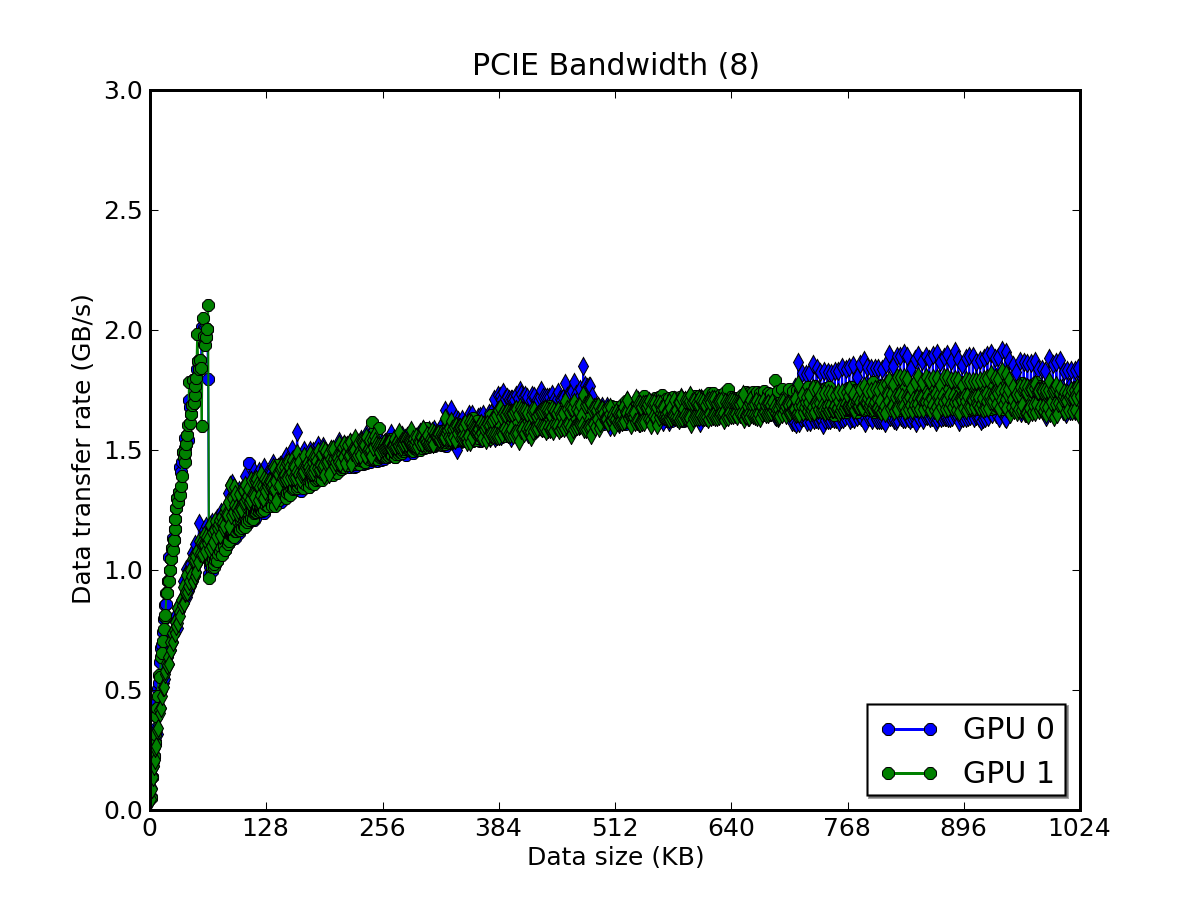 PCIE Bandwidth (8)
3.0
2.5
2.0
1.5
1.0
0.5
0.0
Data transfer rate (GB/s)
0 128 256 384 512 640 768 896 1024
Data size (KB)
GPU 0
GPU 1